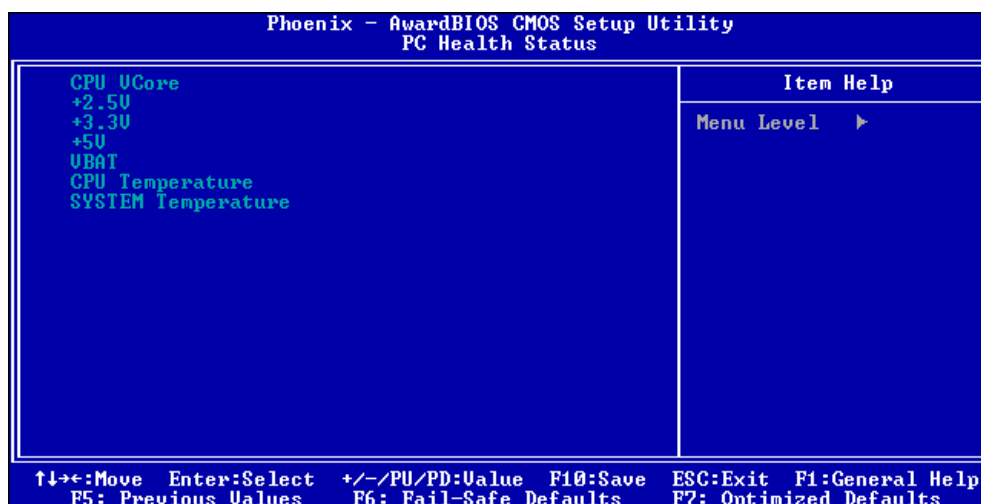 Phoenix - AwardBIOS CMOS Setup Utility
PC Health Status
CPU VCore
+2.5V
+3.3V
+5V
VBAT
CPU Temperature
SYSTEM Temperature
Item Help
Menu Level ►
↑↓→←:Move Enter:Select +/-/PU/PD:Value F10:Save ESC:Exit F1:General Help
F5: Previous Values F6: Fail-Safe Defaults F7: Optimized Defaults